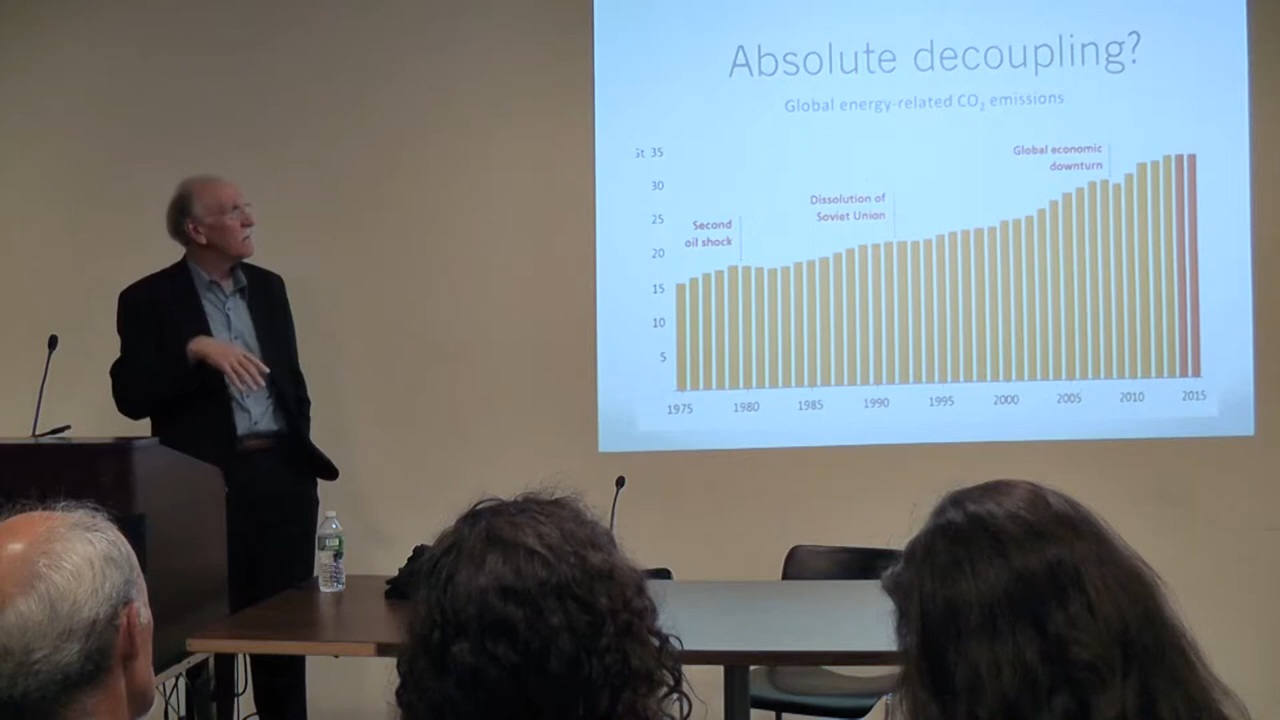 Absolute decoupling?
Global energy-related CO₂ emissions
Gt 35
30
25
20
15
10
5
Second
oil shock
Dissolution of
Soviet Union
Global economic
downturn
1975 1980 1985 1990 1995 2000 2005 2010 2015